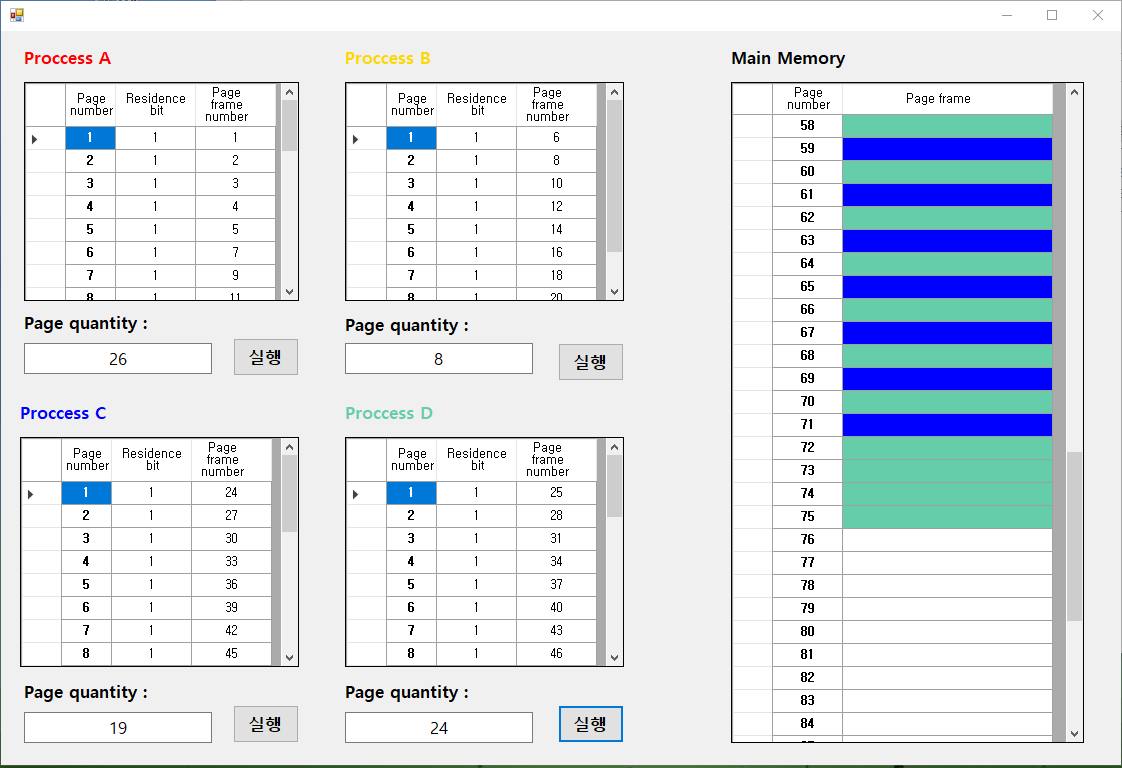 Proccess A
Page number Residence bit Page frame number
1 1 1
2 1 2
3 1 3
4 1 4
5 1 5
6 1 7
7 1 9
8 11
Page quantity :
26 실행
Proccess B
Page number Residence bit Page frame number
1 1 6
2 1 8
3 1 10
4 1 12
5 1 14
6 1 16
7 1 18
8 1 20
Page quantity :
8 실행
Proccess C
Page number Residence bit Page frame number
1 1 24
2 1 27
3 1 30
4 1 33
5 1 36
6 1 39
7 1 42
8 1 45
Page quantity :
19 실행
Proccess D
Page number Residence bit Page frame number
1 1 25
2 1 28
3 1 31
4 1 34
5 1 37
6 1 40
7 1 43
8 1 46
Page quantity :
24 실행
Main Memory
Page number Page frame
58
59
60
61
62
63
64
65
66
67
68
69
70
71
72
73
74
75
76
77
78
79
80
81
82
83
84